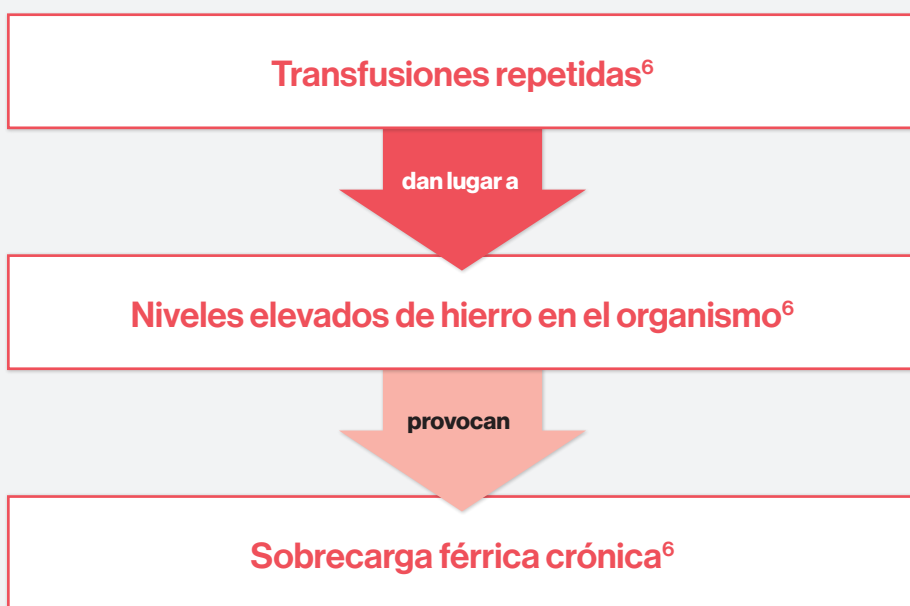 Transfusiones repetidas⁶
dan lugar a
Niveles elevados de hierro en el organismo⁶
provocan
Sobrecarga férrica crónica⁶